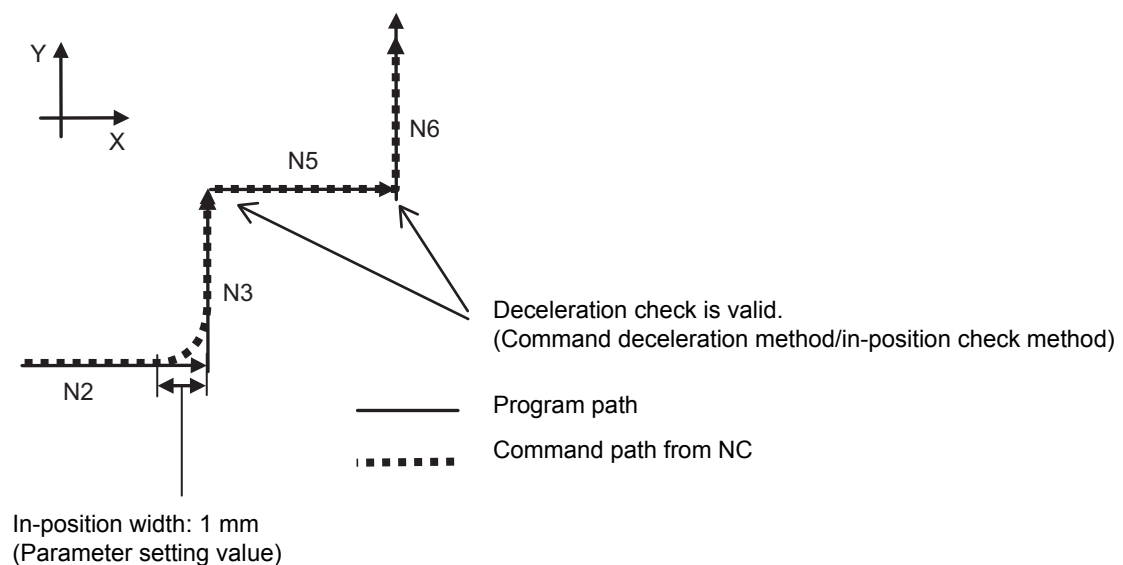 Y
X
N6
N5
N3
Deceleration check is valid.
(Command deceleration method/in-position check method)
N2
Program path
Command path from NC
In-position width: 1 mm
(Parameter setting value)